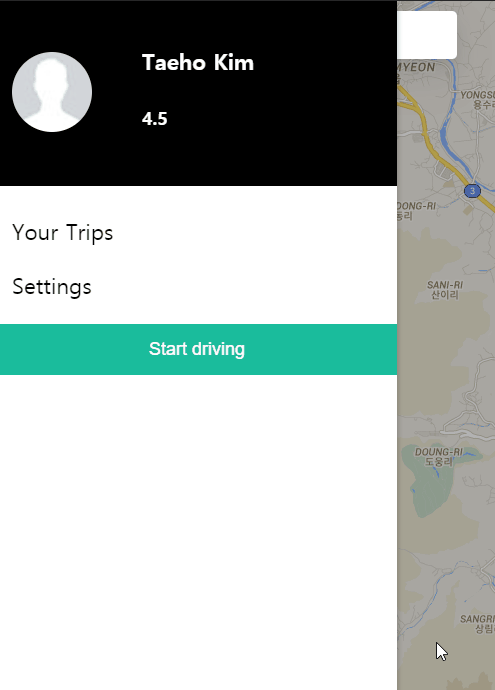 Taeho Kim
4.5
Your Trips
Settings
Start driving
MYEON
YONGSU
용수리
3
DONG-RI
동리
SANI-RI
산이리
DOUNG-RI
도웅리
SANGRI
상림